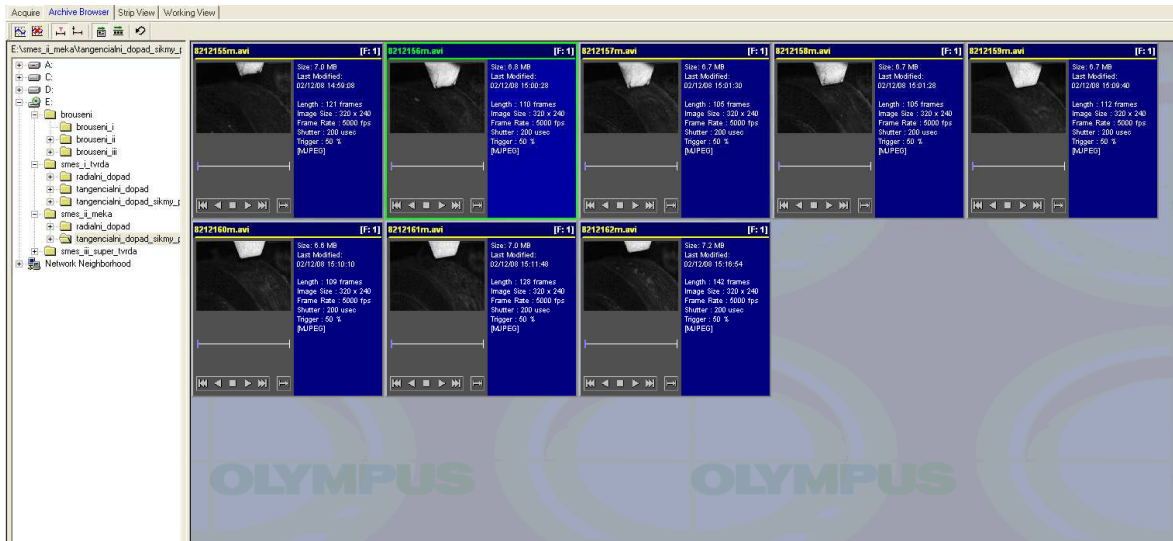 Acquire Archive Browser Strip View Working View
E:\smes_ii_meka\tangencialni_dopad_sikmy_p
A:
C:
D:
E:
brouseni
brouseni_i
brouseni_ii
brouseni_iii
smes_i_tvrda
radialni_dopad
tangencialni_dopad
tangencialni_dopad_sikmy_p
smes_ii_meka
radialni_dopad
tangencialni_dopad_sikmy_p
smes_iii_super_tvrda
Network Neighborhood
8212155m.avi [F: 1]
Size: 7.0 MB
Last Modified:
02/12/08 14:59:08
Length : 121 frames
Image Size : 320 x 240
Frame Rate : 5000 fps
Shutter : 200 usec
Trigger : 50 %
[MJPEG]
8212156m.avi [F: 1]
Size: 6.8 MB
Last Modified:
02/12/08 15:00:28
Length : 110 frames
Image Size : 320 x 240
Frame Rate : 5000 fps
Shutter : 200 usec
Trigger : 50 %
[MJPEG]
8212157m.avi [F: 1]
Size: 6.7 MB
Last Modified:
02/12/08 15:01:30
Length : 105 frames
Image Size : 320 x 240
Frame Rate : 5000 fps
Shutter : 200 usec
Trigger : 50 %
[MJPEG]
8212158m.avi [F: 1]
Size: 6.7 MB
Last Modified:
02/12/08 15:01:28
Length : 105 frames
Image Size : 320 x 240
Frame Rate : 5000 fps
Shutter : 200 usec
Trigger : 50 %
[MJPEG]
8212159m.avi [F: 1]
Size: 6.7 MB
Last Modified:
02/12/08 15:09:40
Length : 112 frames
Image Size : 320 x 240
Frame Rate : 5000 fps
Shutter : 200 usec
Trigger : 50 %
[MJPEG]
8212160m.avi [F: 1]
Size: 6.6 MB
Last Modified:
02/12/08 15:10:10
Length : 109 frames
Image Size : 320 x 240
Frame Rate : 5000 fps
Shutter : 200 usec
Trigger : 50 %
[MJPEG]
8212161m.avi [F: 1]
Size: 7.0 MB
Last Modified:
02/12/08 15:11:48
Length : 128 frames
Image Size : 320 x 240
Frame Rate : 5000 fps
Shutter : 200 usec
Trigger : 50 %
[MJPEG]
8212162m.avi [F: 1]
Size: 7.2 MB
Last Modified:
02/12/08 15:16:54
Length : 142 frames
Image Size : 320 x 240
Frame Rate : 5000 fps
Shutter : 200 usec
Trigger : 50 %
[MJPEG]
OLYMPUS OLYMPUS